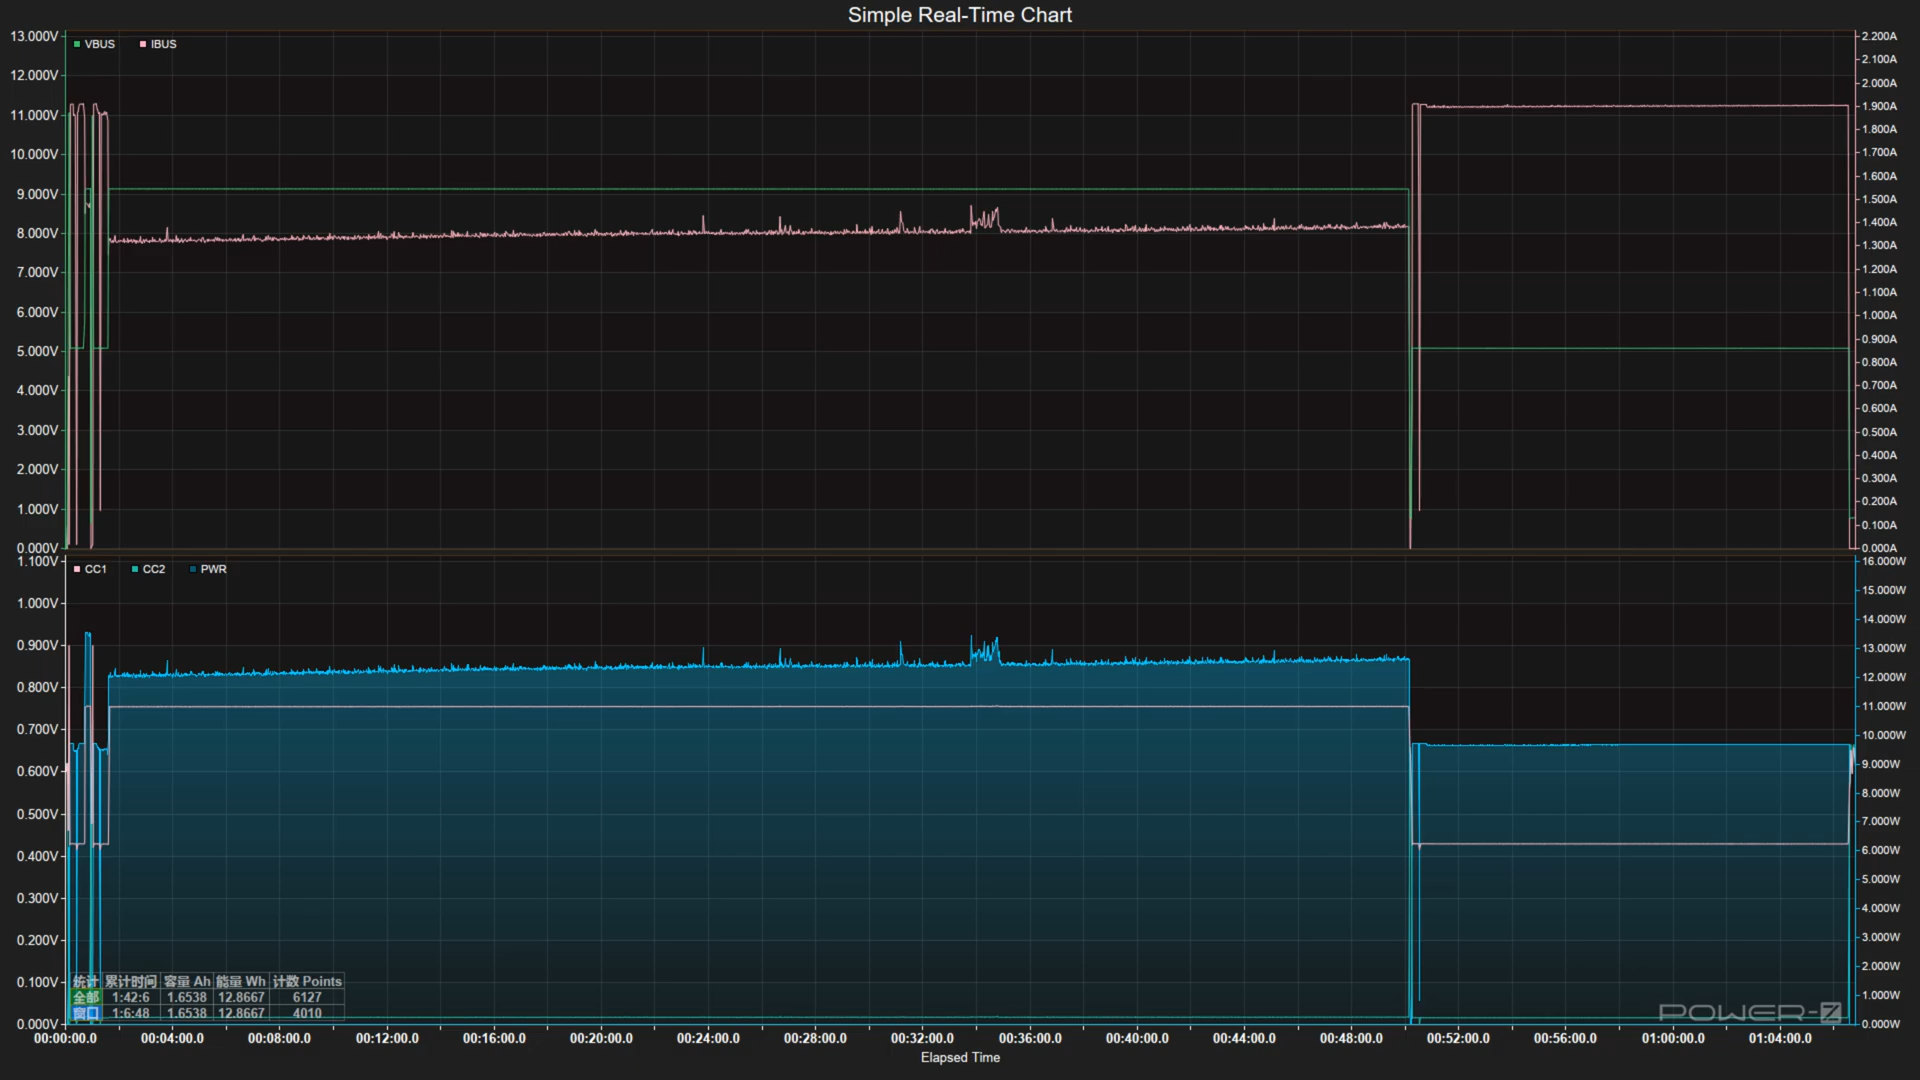 Simple Real-Time Chart
VBUS IBUS
13.000V
12.000V
11.000V
10.000V
9.000V
8.000V
7.000V
6.000V
5.000V
4.000V
3.000V
2.000V
1.000V
0.000V
2.200A
2.100A
2.000A
1.900A
1.800A
1.700A
1.600A
1.500A
1.400A
1.300A
1.200A
1.100A
1.000A
0.900A
0.800A
0.700A
0.600A
0.500A
0.400A
0.300A
0.200A
0.100A
0.000A
CC1 CC2 PWR
1.100V
1.000V
0.900V
0.800V
0.700V
0.600V
0.500V
0.400V
0.300V
0.200V
0.100V
0.000V
16.000W
15.000W
14.000W
13.000W
12.000W
11.000W
10.000W
9.000W
8.000W
7.000W
6.000W
5.000W
4.000W
3.000W
2.000W
1.000W
0.000W
统计 累计时间 容量 Ah 能量 Wh 计数 Points
全部 1:42:6 1.6538 12.8667 6127
窗口 1:6:48 1.6538 12.8667 4010
POWER-Z
00:00:00.0 00:04:00.0 00:08:00.0 00:12:00.0 00:16:00.0 00:20:00.0 00:24:00.0 00:28:00.0 00:32:00.0 00:36:00.0 00:40:00.0 00:44:00.0 00:48:00.0 00:52:00.0 00:56:00.0 01:00:00.0 01:04:00.0
Elapsed Time